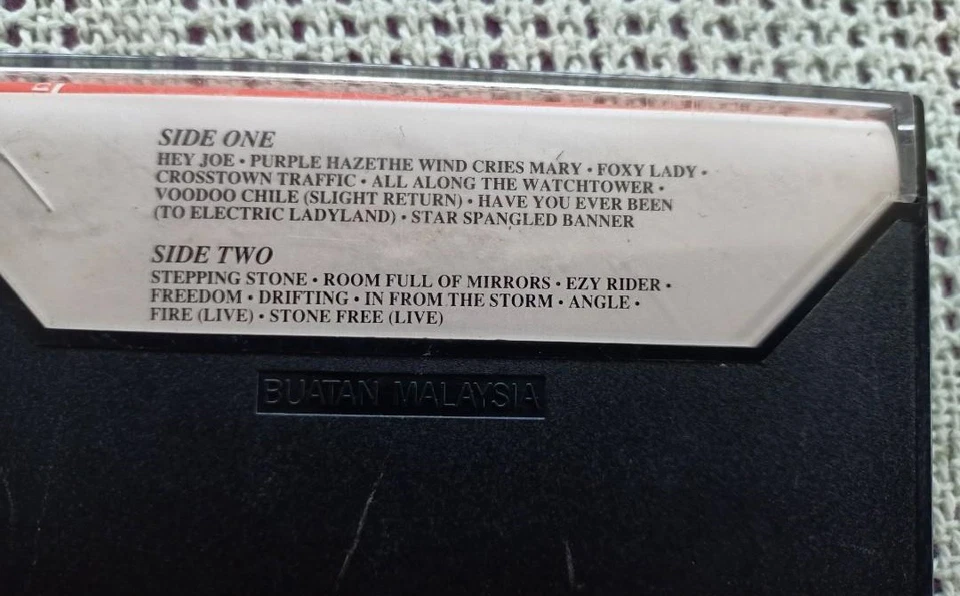 SIDE ONE
HEY JOE • PURPLE HAZETHE WIND CRIES MARY • FOXY LADY •
CROSSTOWN TRAFFIC • ALL ALONG THE WATCHTOWER •
VOODOO CHILE (SLIGHT RETURN) • HAVE YOU EVER BEEN
(TO ELECTRIC LADYLAND) • STAR SPANGLED BANNER
SIDE TWO
STEPPING STONE • ROOM FULL OF MIRRORS • EZY RIDER •
FREEDOM • DRIFTING • IN FROM THE STORM • ANGLE •
FIRE (LIVE) • STONE FREE (LIVE)
BUATAN MALAYSIA